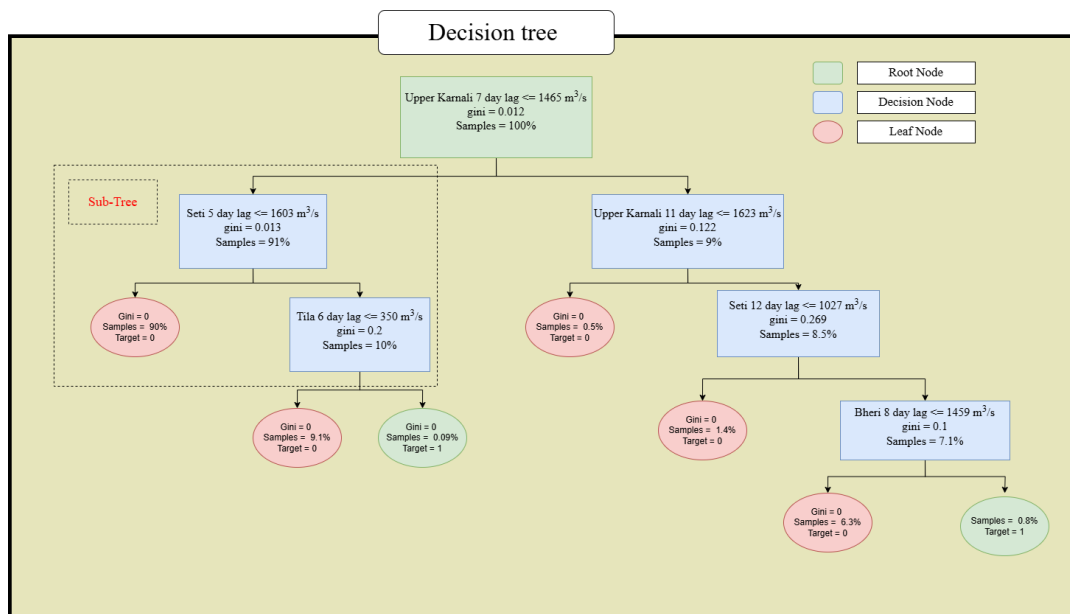 Decision tree
Root Node
Decision Node
Leaf Node
Upper Karnali 7 day lag <= 1465 m³/s
gini = 0.012
Samples = 100%
Sub-Tree
Seti 5 day lag <= 1603 m³/s
gini = 0.013
Samples = 91%
Upper Karnali 11 day lag <= 1623 m³/s
gini = 0.122
Samples = 9%
Gini = 0
Samples = 90%
Target = 0
Tila 6 day lag <= 350 m³/s
gini = 0.2
Samples = 10%
Gini = 0
Samples = 0.5%
Target = 0
Seti 12 day lag <= 1027 m³/s
gini = 0.269
Samples = 8.5%
Gini = 0
Samples = 9.1%
Target = 0
Gini = 0
Samples = 0.09%
Target = 1
Gini = 0
Samples = 1.4%
Target = 0
Bheri 8 day lag <= 1459 m³/s
gini = 0.1
Samples = 7.1%
Gini = 0
Samples = 6.3%
Target = 0
Samples = 0.8%
Target = 1